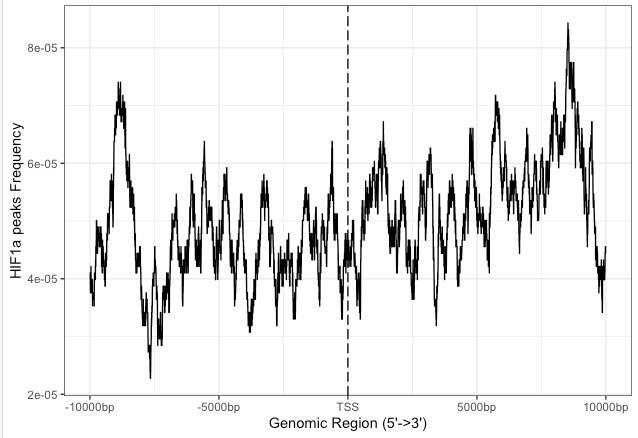 HIF1a peaks Frequency
8e-05
6e-05
4e-05
2e-05
-10000bp -5000bp TSS 5000bp 10000bp
Genomic Region (5'->3')